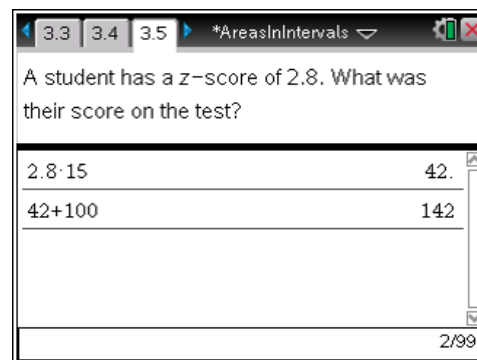 3.3 3.4 3.5 *AreasInIntervals
A student has a z-score of 2.8. What was
their score on the test?
2.8·15 42.
42+100 142
2/99